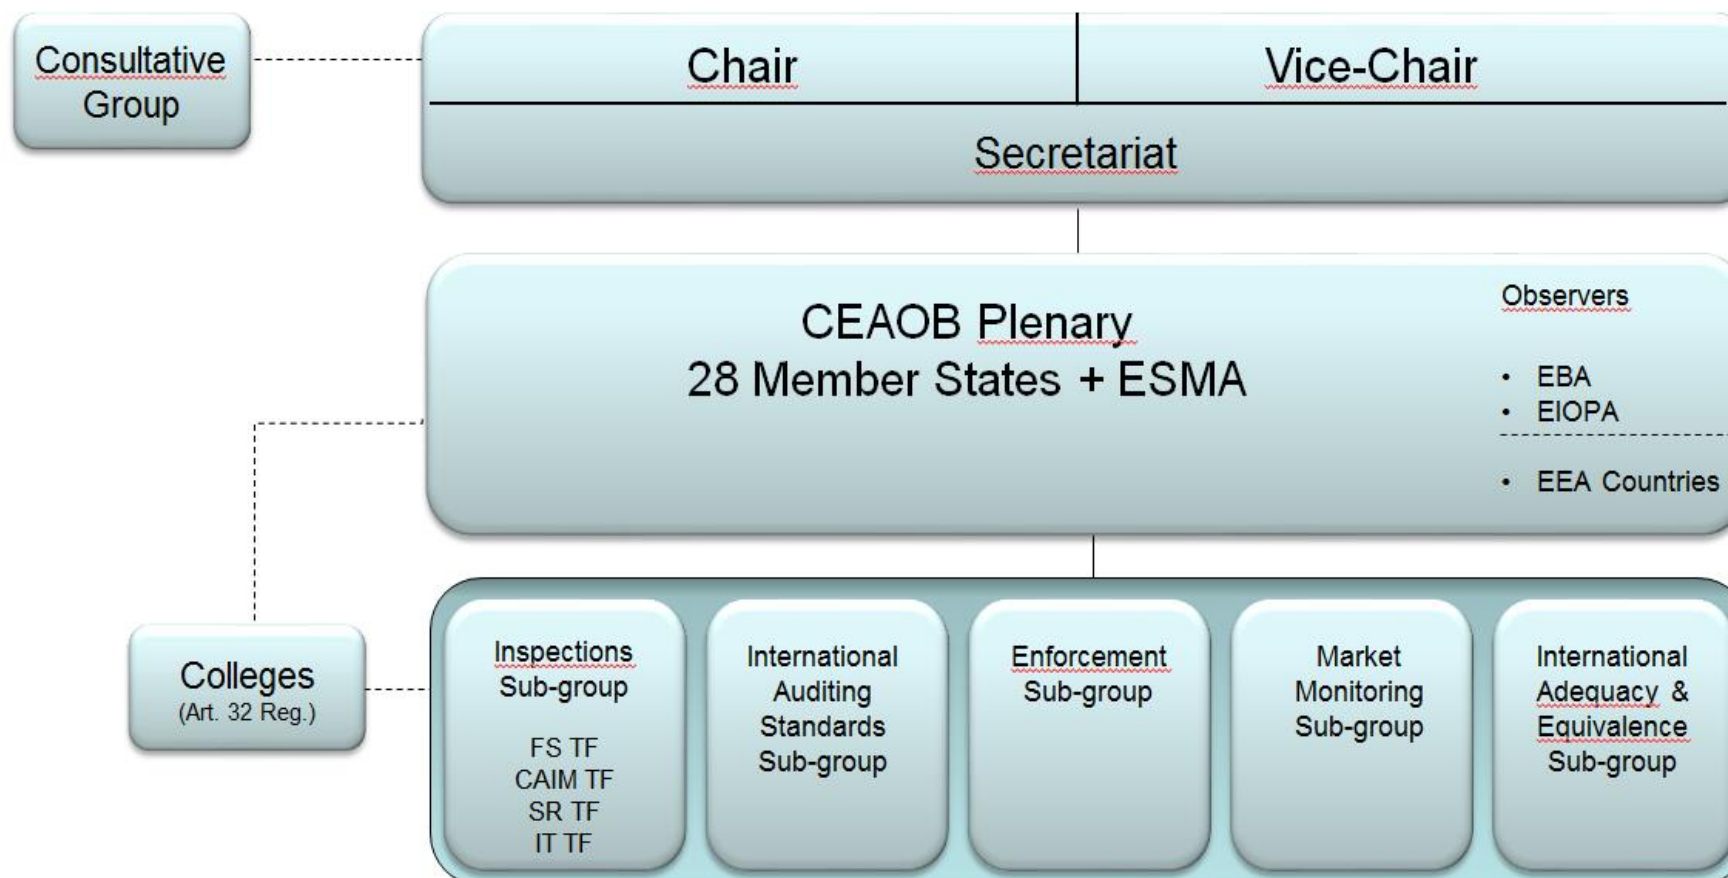 Consultative
Group
Chair
Vice-Chair
Secretariat
CEAOB Plenary
28 Member States + ESMA
Observers
• EBA
• EIOPA
• EEA Countries
Colleges
(Art. 32 Reg.)
Inspections
Sub-group
FS TF
CAIM TF
SR TF
IT TF
International
Auditing
Standards
Sub-group
Enforcement
Sub-group
Market
Monitoring
Sub-group
International
Adequacy &
Equivalence
Sub-group